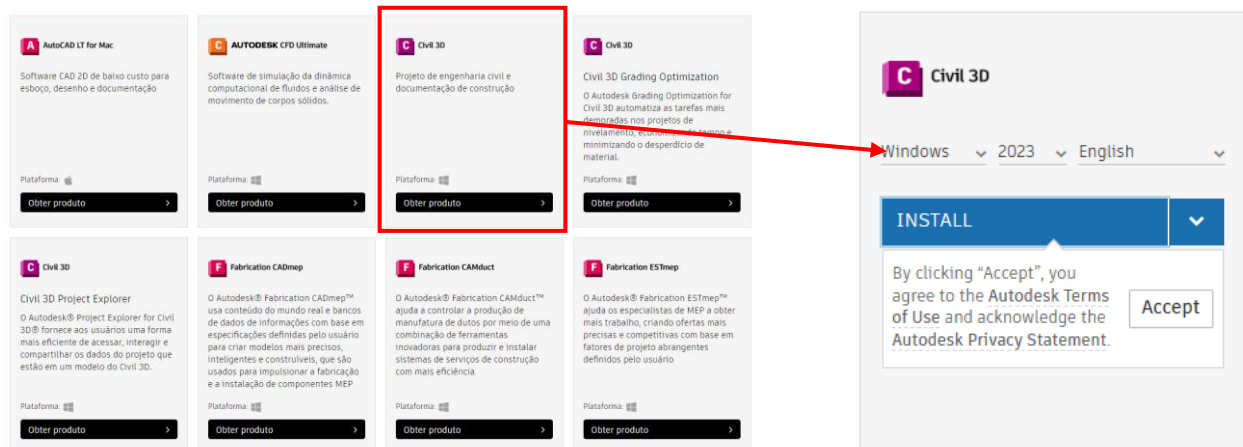 A AutoCAD LT for Mac
Software CAD 2D de baixo custo para
esboço, desenho e documentação
Plataforma:
Obter produto
C AUTODESK CFD Ultimate
Software de simulação da dinâmica
computacional de fluidos e análise de
movimento de corpos sólidos.
Plataforma:
Obter produto
C Civil 3D
Projeto de engenharia civil e
documentação de construção
Plataforma:
Obter produto
C Civil 3D
Civil 3D Grading Optimization
O Autodesk Grading Optimization for
Civil 3D automatiza as tarefas mais
demoradas nos projetos de
nivelamento, economizando tempo e
minimizando o desperdício de
material.
Plataforma:
Obter produto
C Civil 3D
Civil 3D Project Explorer
O Autodesk® Project Explorer for Civil
3D® fornece aos usuários uma forma
mais eficiente de acessar, interagir e
compartilhar os dados do projeto que
estão em um modelo do Civil 3D.
Plataforma:
Obter produto
F Fabrication CADmep
O Autodesk® Fabrication CADmep™
usa conteúdo do mundo real e bancos
de dados de informações com base em
especificações definidas pelo usuário
para criar modelos mais precisos,
inteligentes e construíveis, que são
usados para impulsionar a fabricação
e a instalação de componentes MEP
Plataforma:
Obter produto
F Fabrication CAMduct
O Autodesk® Fabrication CAMduct™
ajuda a controlar a produção de
manufatura de dutos por meio de uma
combinação de ferramentas
inovadoras para produzir e instalar
sistemas de serviços de construção
com mais eficiência
Plataforma:
Obter produto
F Fabrication ESTmep
O Autodesk® Fabrication ESTmep™
ajuda os especialistas de MEP a obter
mais trabalho, criando ofertas mais
precisas e competitivas com base em
fatores de projeto abrangentes
definidos pelo usuário
Plataforma:
Obter produto
C Civil 3D
Windows 2023 English
INSTALL
By clicking “Accept”, you
agree to the Autodesk Terms
of Use and acknowledge the
Autodesk Privacy Statement.
Accept